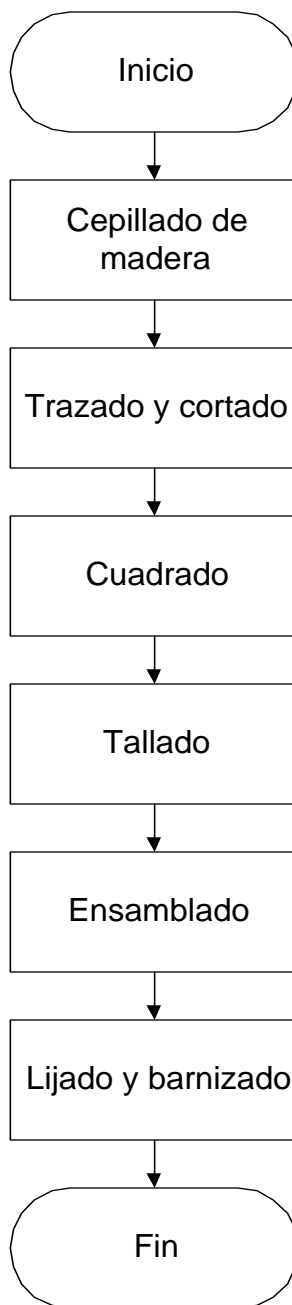 Inicio
Cepillado de
madera
Trazado y cortado
Cuadrado
Tallado
Ensamblado
Lijado y barnizado
Fin